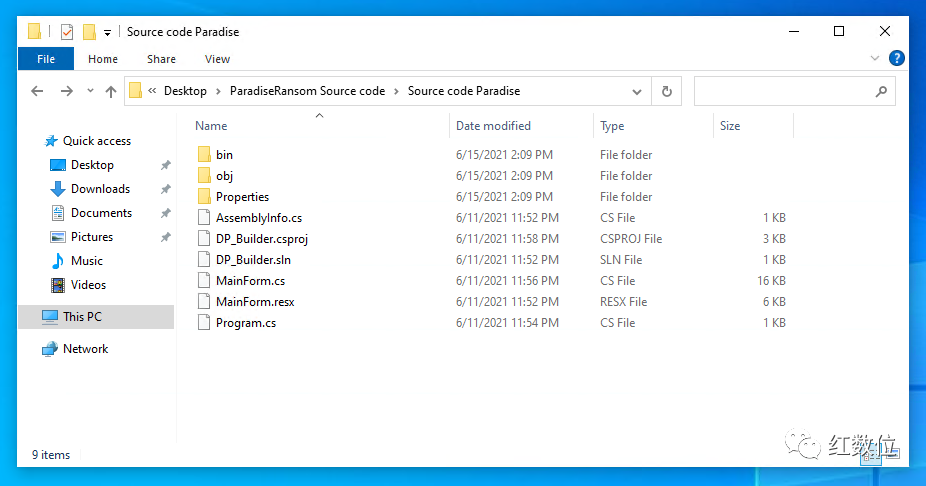 Source code Paradise
File Home Share View
« Desktop > ParadiseRansom Source code > Source code Paradise
Name Date modified Type Size
Quick access
Desktop
Downloads
Documents
Pictures
Music
Videos
This PC
Network
bin 6/15/2021 2:09 PM File folder
obj 6/15/2021 2:09 PM File folder
Properties 6/15/2021 2:09 PM File folder
AssemblyInfo.cs 6/11/2021 11:52 PM CS File 1 KB
DP_Builder.csproj 6/11/2021 11:58 PM CSPROJ File 3 KB
DP_Builder.sln 6/11/2021 11:52 PM SLN File 1 KB
MainForm.cs 6/11/2021 11:56 PM CS File 16 KB
MainForm.resx 6/11/2021 11:52 PM RESX File 6 KB
Program.cs 6/11/2021 11:54 PM CS File 1 KB
9 items
红数位